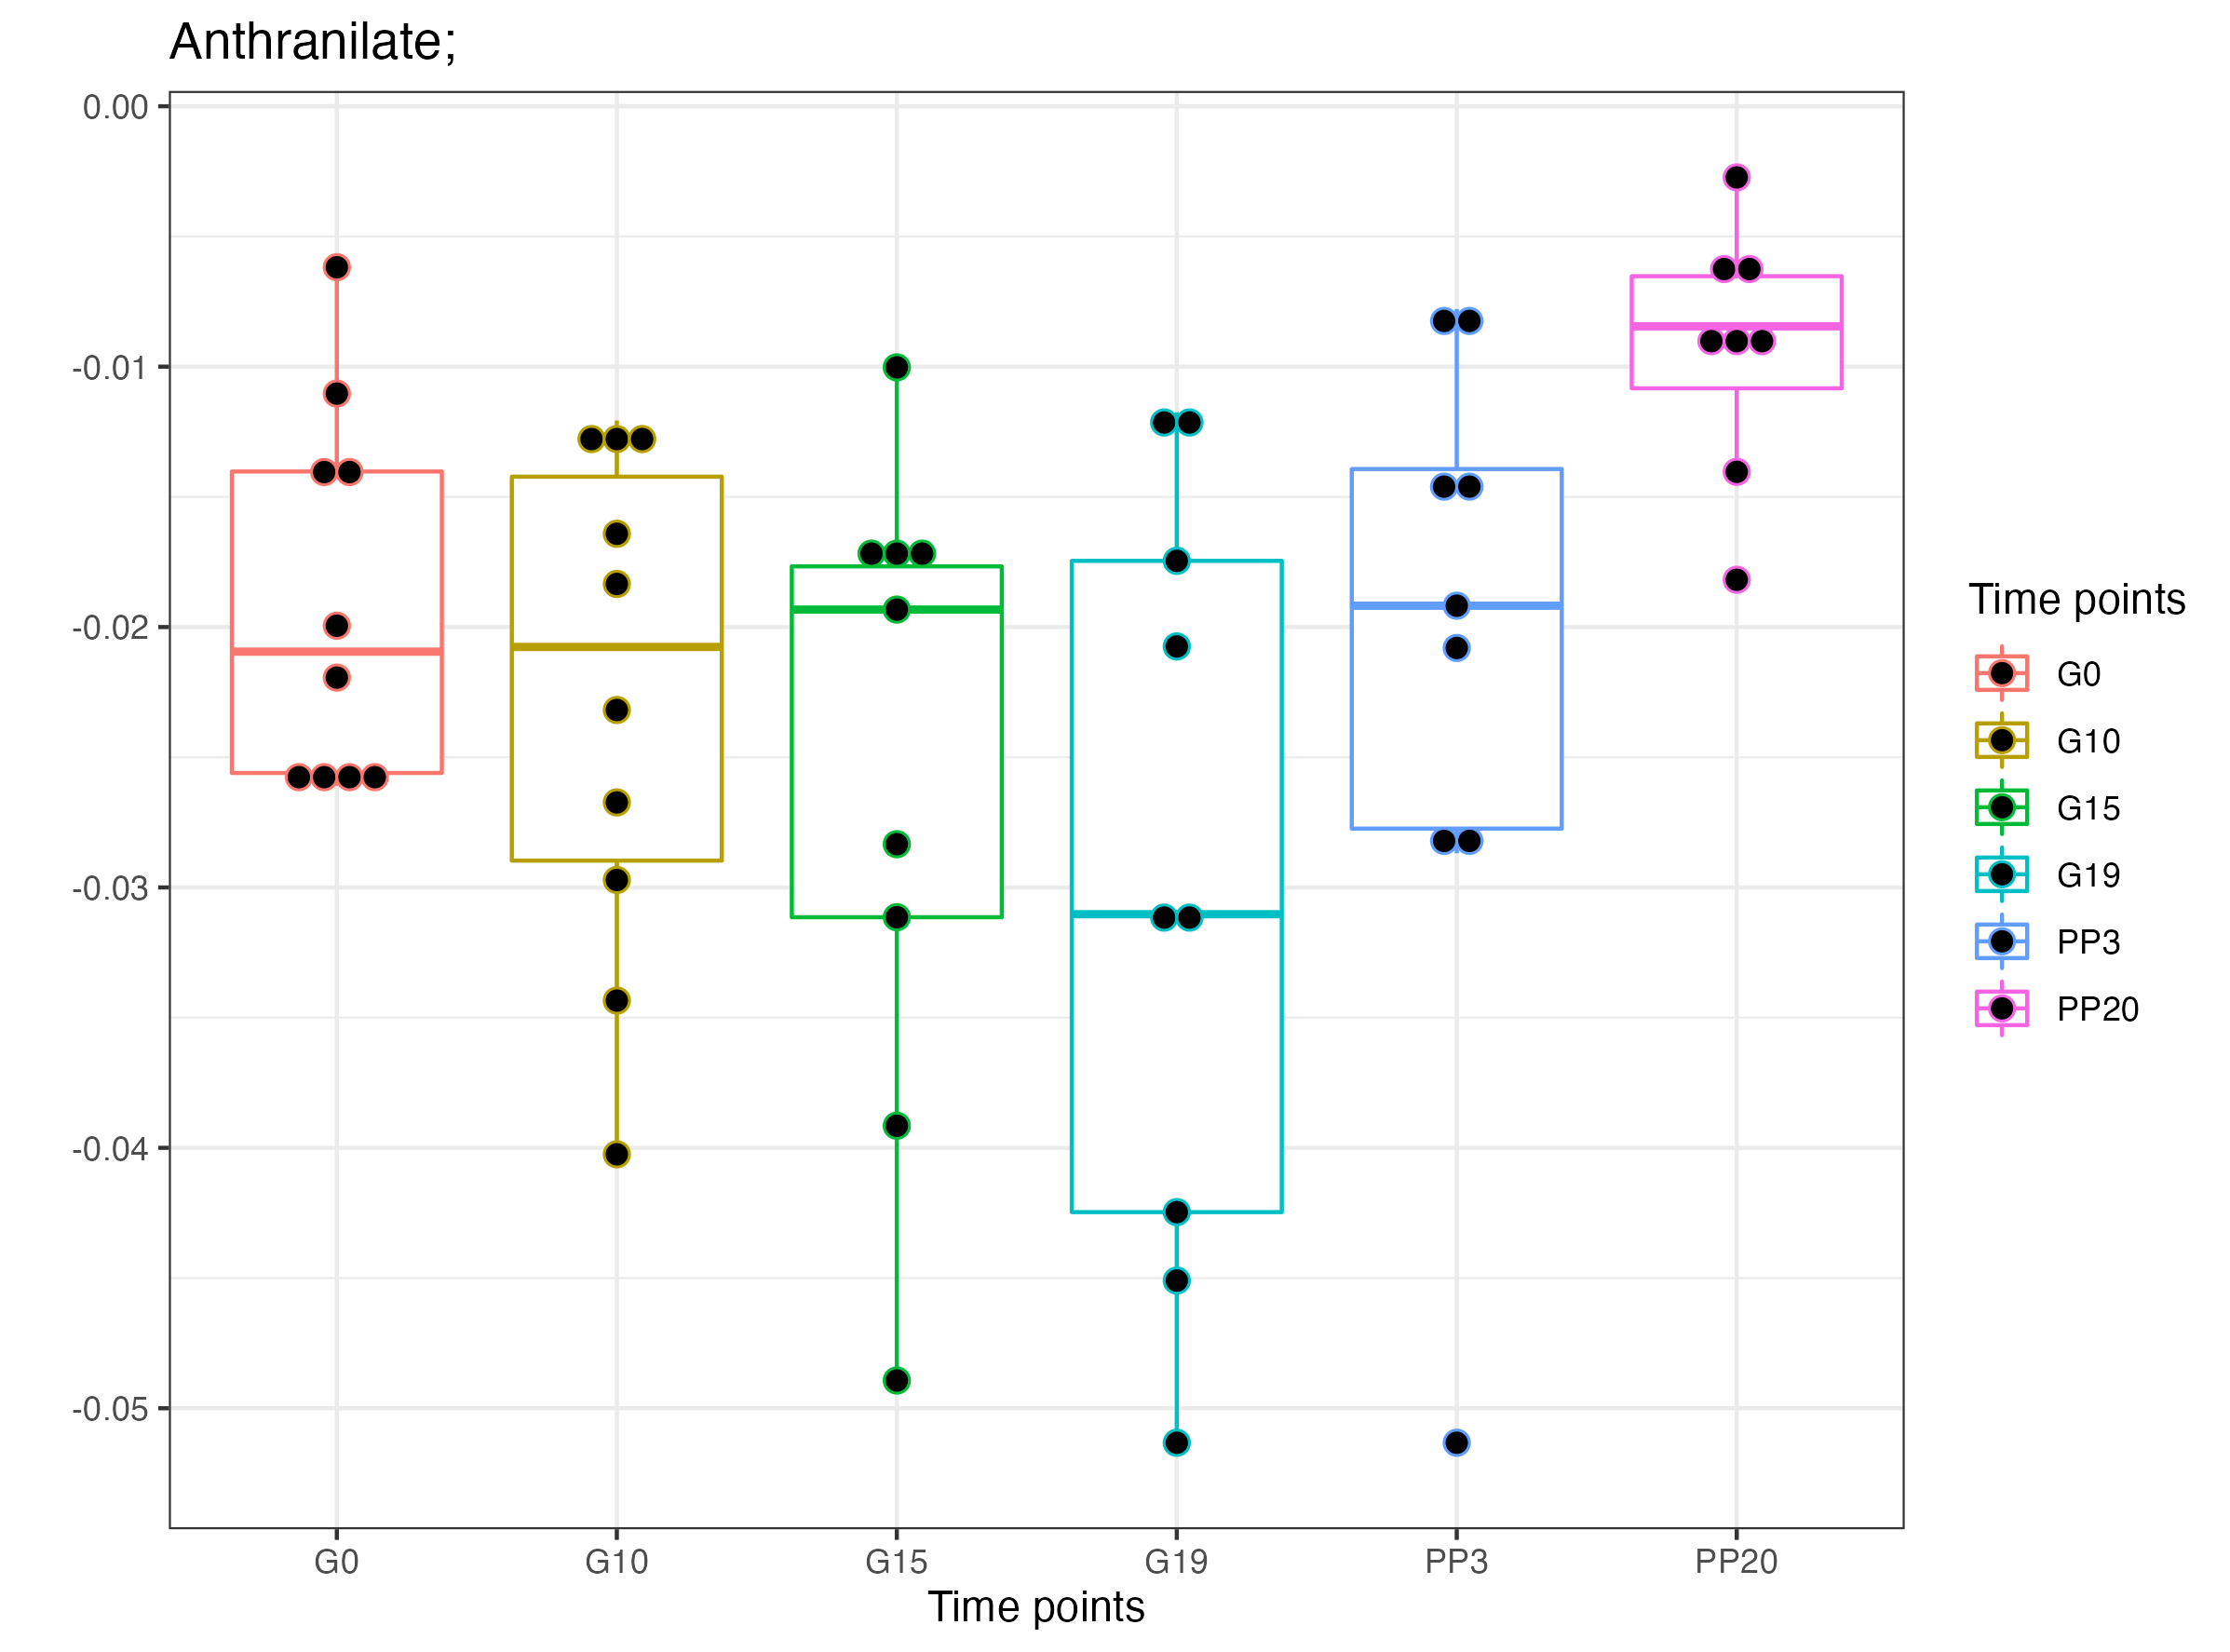 Anthranilate;
0.00
-0.01
-0.02
-0.03
-0.04
-0.05
G0 G10 G15 G19 PP3 PP20
Time points
Time points
G0
G10
G15
G19
PP3
PP20